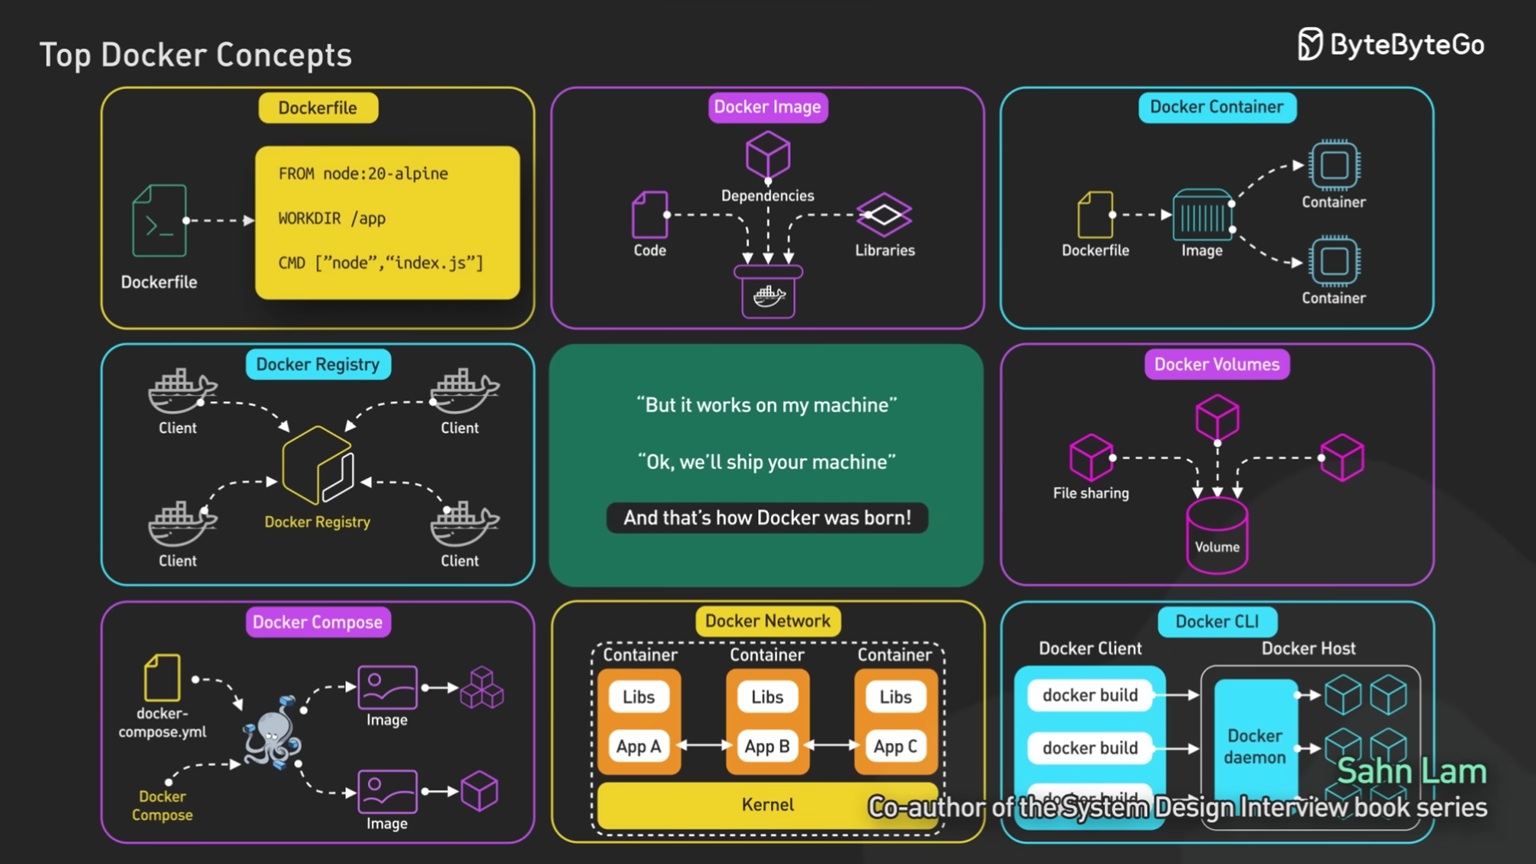 Top Docker Concepts
ByteByteGo
Dockerfile
FROM node:20-alpine
WORKDIR /app
CMD [”node”,“index.js”]
Dockerfile
Docker Image
Dependencies
Code
Libraries
Docker Container
Container
Dockerfile
Image
Container
Docker Registry
Client
Client
Docker Registry
Client
Client
“But it works on my machine”
“Ok, we’ll ship your machine”
And that’s how Docker was born!
Docker Volumes
File sharing
Volume
Docker Compose
docker-
compose.yml
Image
Docker
Compose
Image
Docker Network
Container Container Container
Libs Libs Libs
App A App B App C
Kernel
Docker CLI
Docker Client Docker Host
docker build
docker build
docker build
Docker
daemon
Sahn Lam
Co-author of the System Design Interview book series